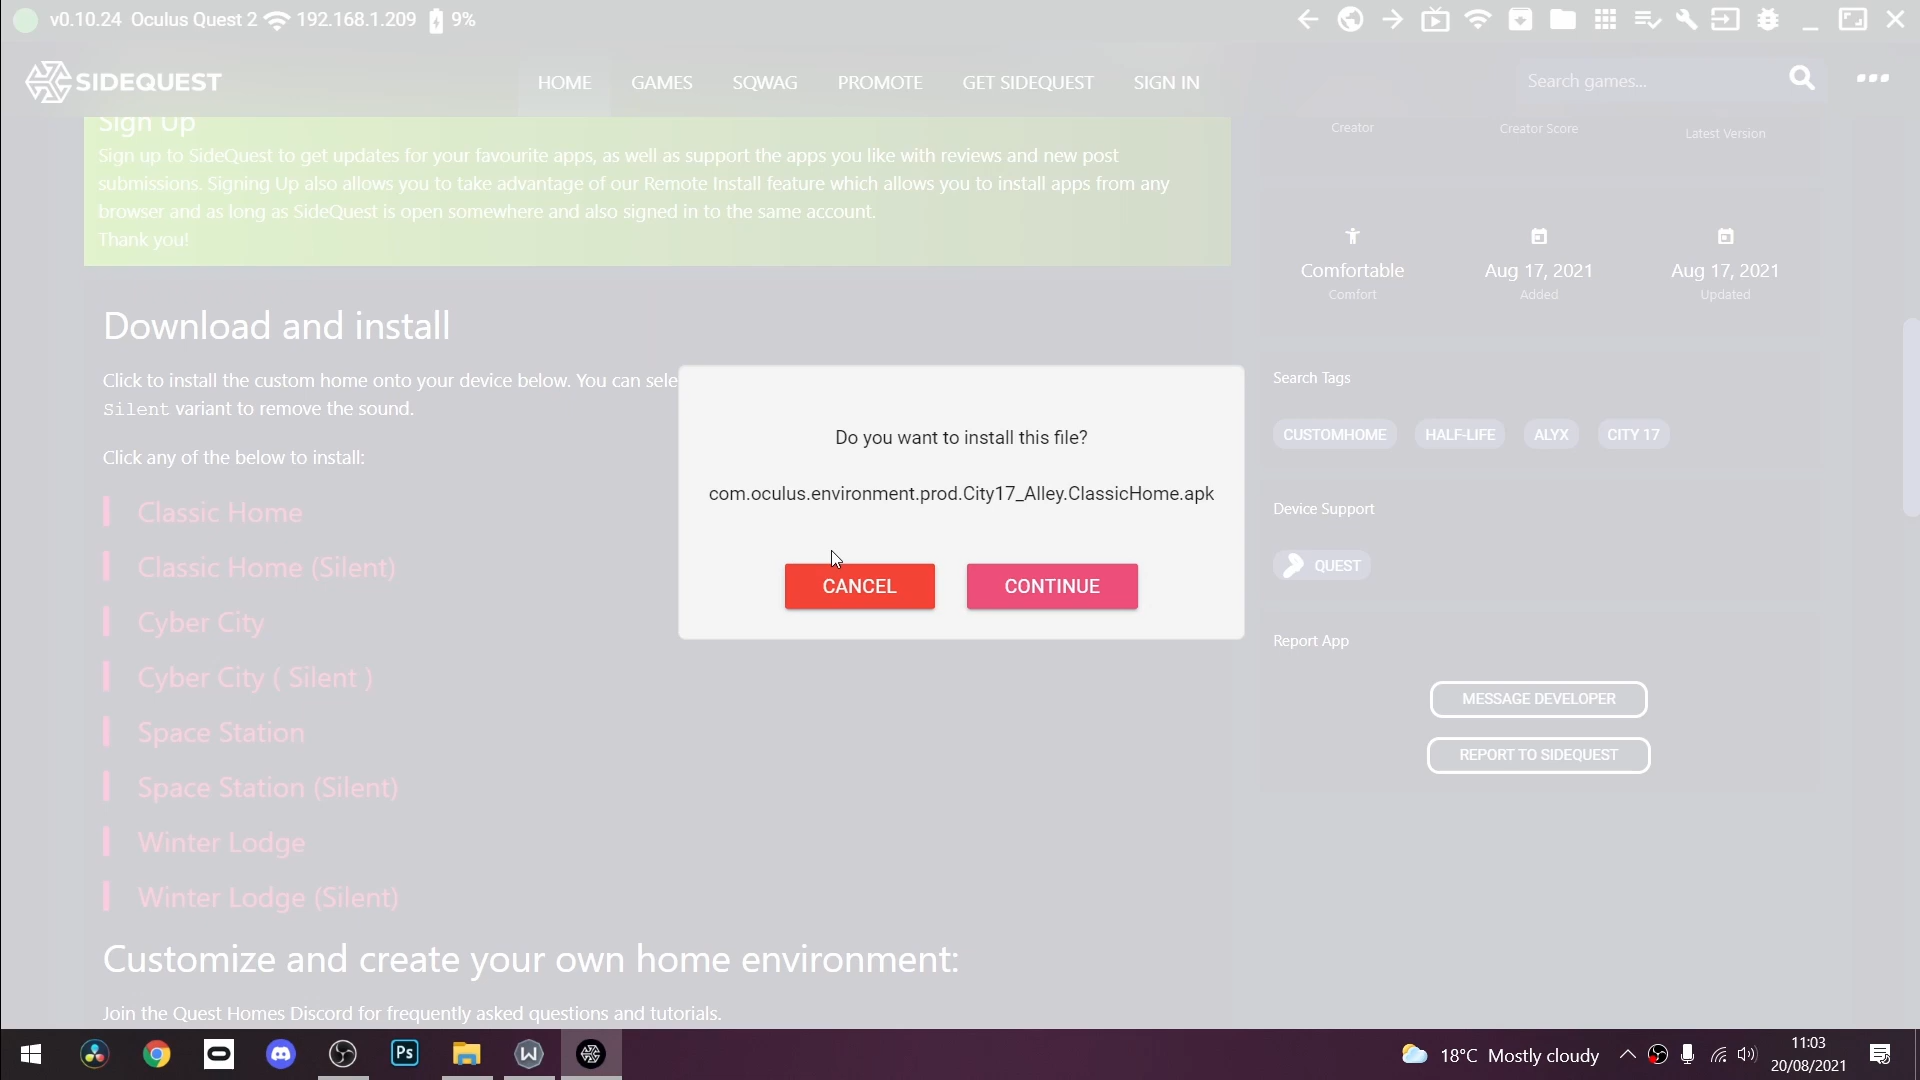 v0.10.24 Oculus Quest 2 192.168.1.209 9%
SIDEQUEST
HOME GAMES SQWAG PROMOTE GET SIDEQUEST SIGN IN
Search games...
Sign Up
Sign up to SideQuest to get updates for your favourite apps, as well as support the apps you like with reviews and new post
submissions. Signing Up also allows you to take advantage of our Remote Install feature which allows you to install apps from any
browser and as long as SideQuest is open somewhere and also signed in to the same account.
Thank you!
Creator Creator Score Latest Version
Comfortable Aug 17, 2021 Aug 17, 2021
Comfort Added Updated
Download and install
Click to install the custom home onto your device below. You can sele
Silent variant to remove the sound.
Click any of the below to install:
Classic Home
Classic Home (Silent)
Cyber City
Cyber City ( Silent )
Space Station
Space Station (Silent)
Winter Lodge
Winter Lodge (Silent)
Customize and create your own home environment:
Join the Quest Homes Discord for frequently asked questions and tutorials.
Do you want to install this file?
com.oculus.environment.prod.City17_Alley.ClassicHome.apk
CANCEL CONTINUE
Search Tags
CUSTOMHOME HALF-LIFE ALYX CITY 17
Device Support
QUEST
Report App
MESSAGE DEVELOPER
REPORT TO SIDEQUEST
Ps W
18°C Mostly cloudy
11:03
20/08/2021